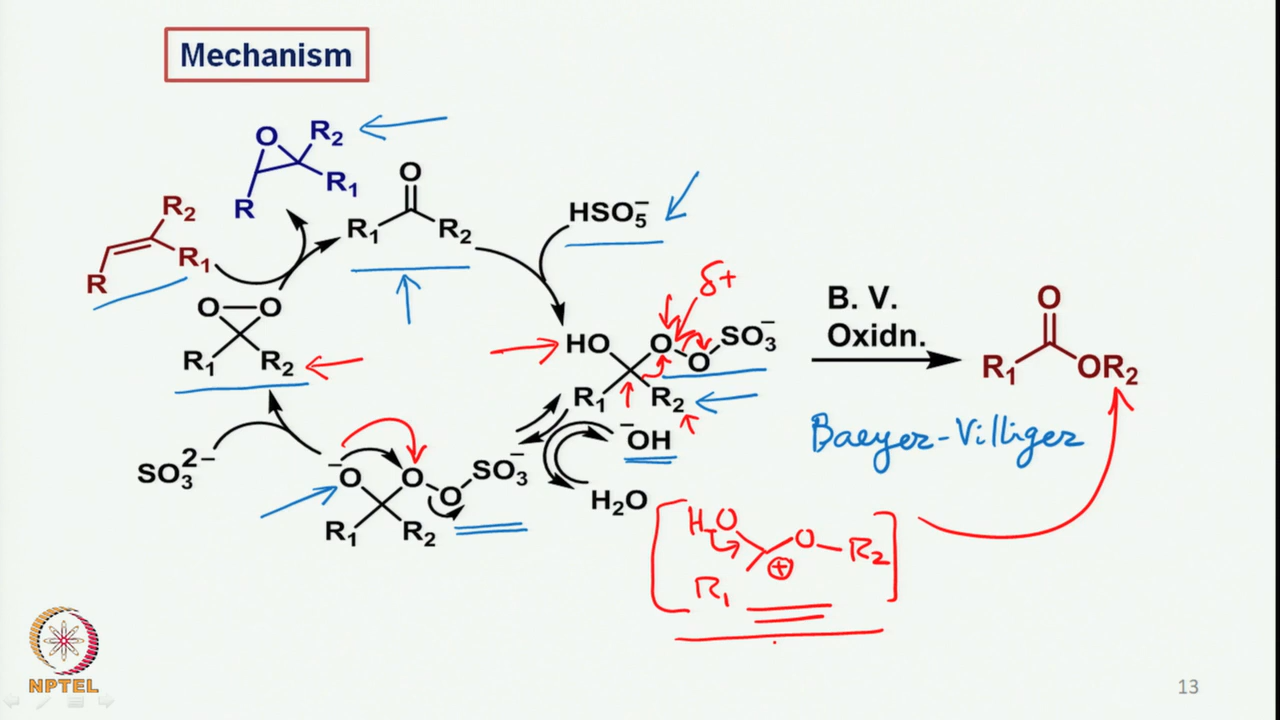 Mechanism
O R₂
R R₁
R₂
R R₁
O
R₁ R₂
HSO₅⁻
O O
R₁ R₂
δ+
HO O O SO₃⁻
R₁ R₂
B. V.
Oxidn.
O
R₁ OR₂
Baeyer-Villiger
⁻OH
H₂O
SO₃²⁻
⁻O O O SO₃⁻
R₁ R₂
HO O R₂
⊕
R₁
NPTEL
13